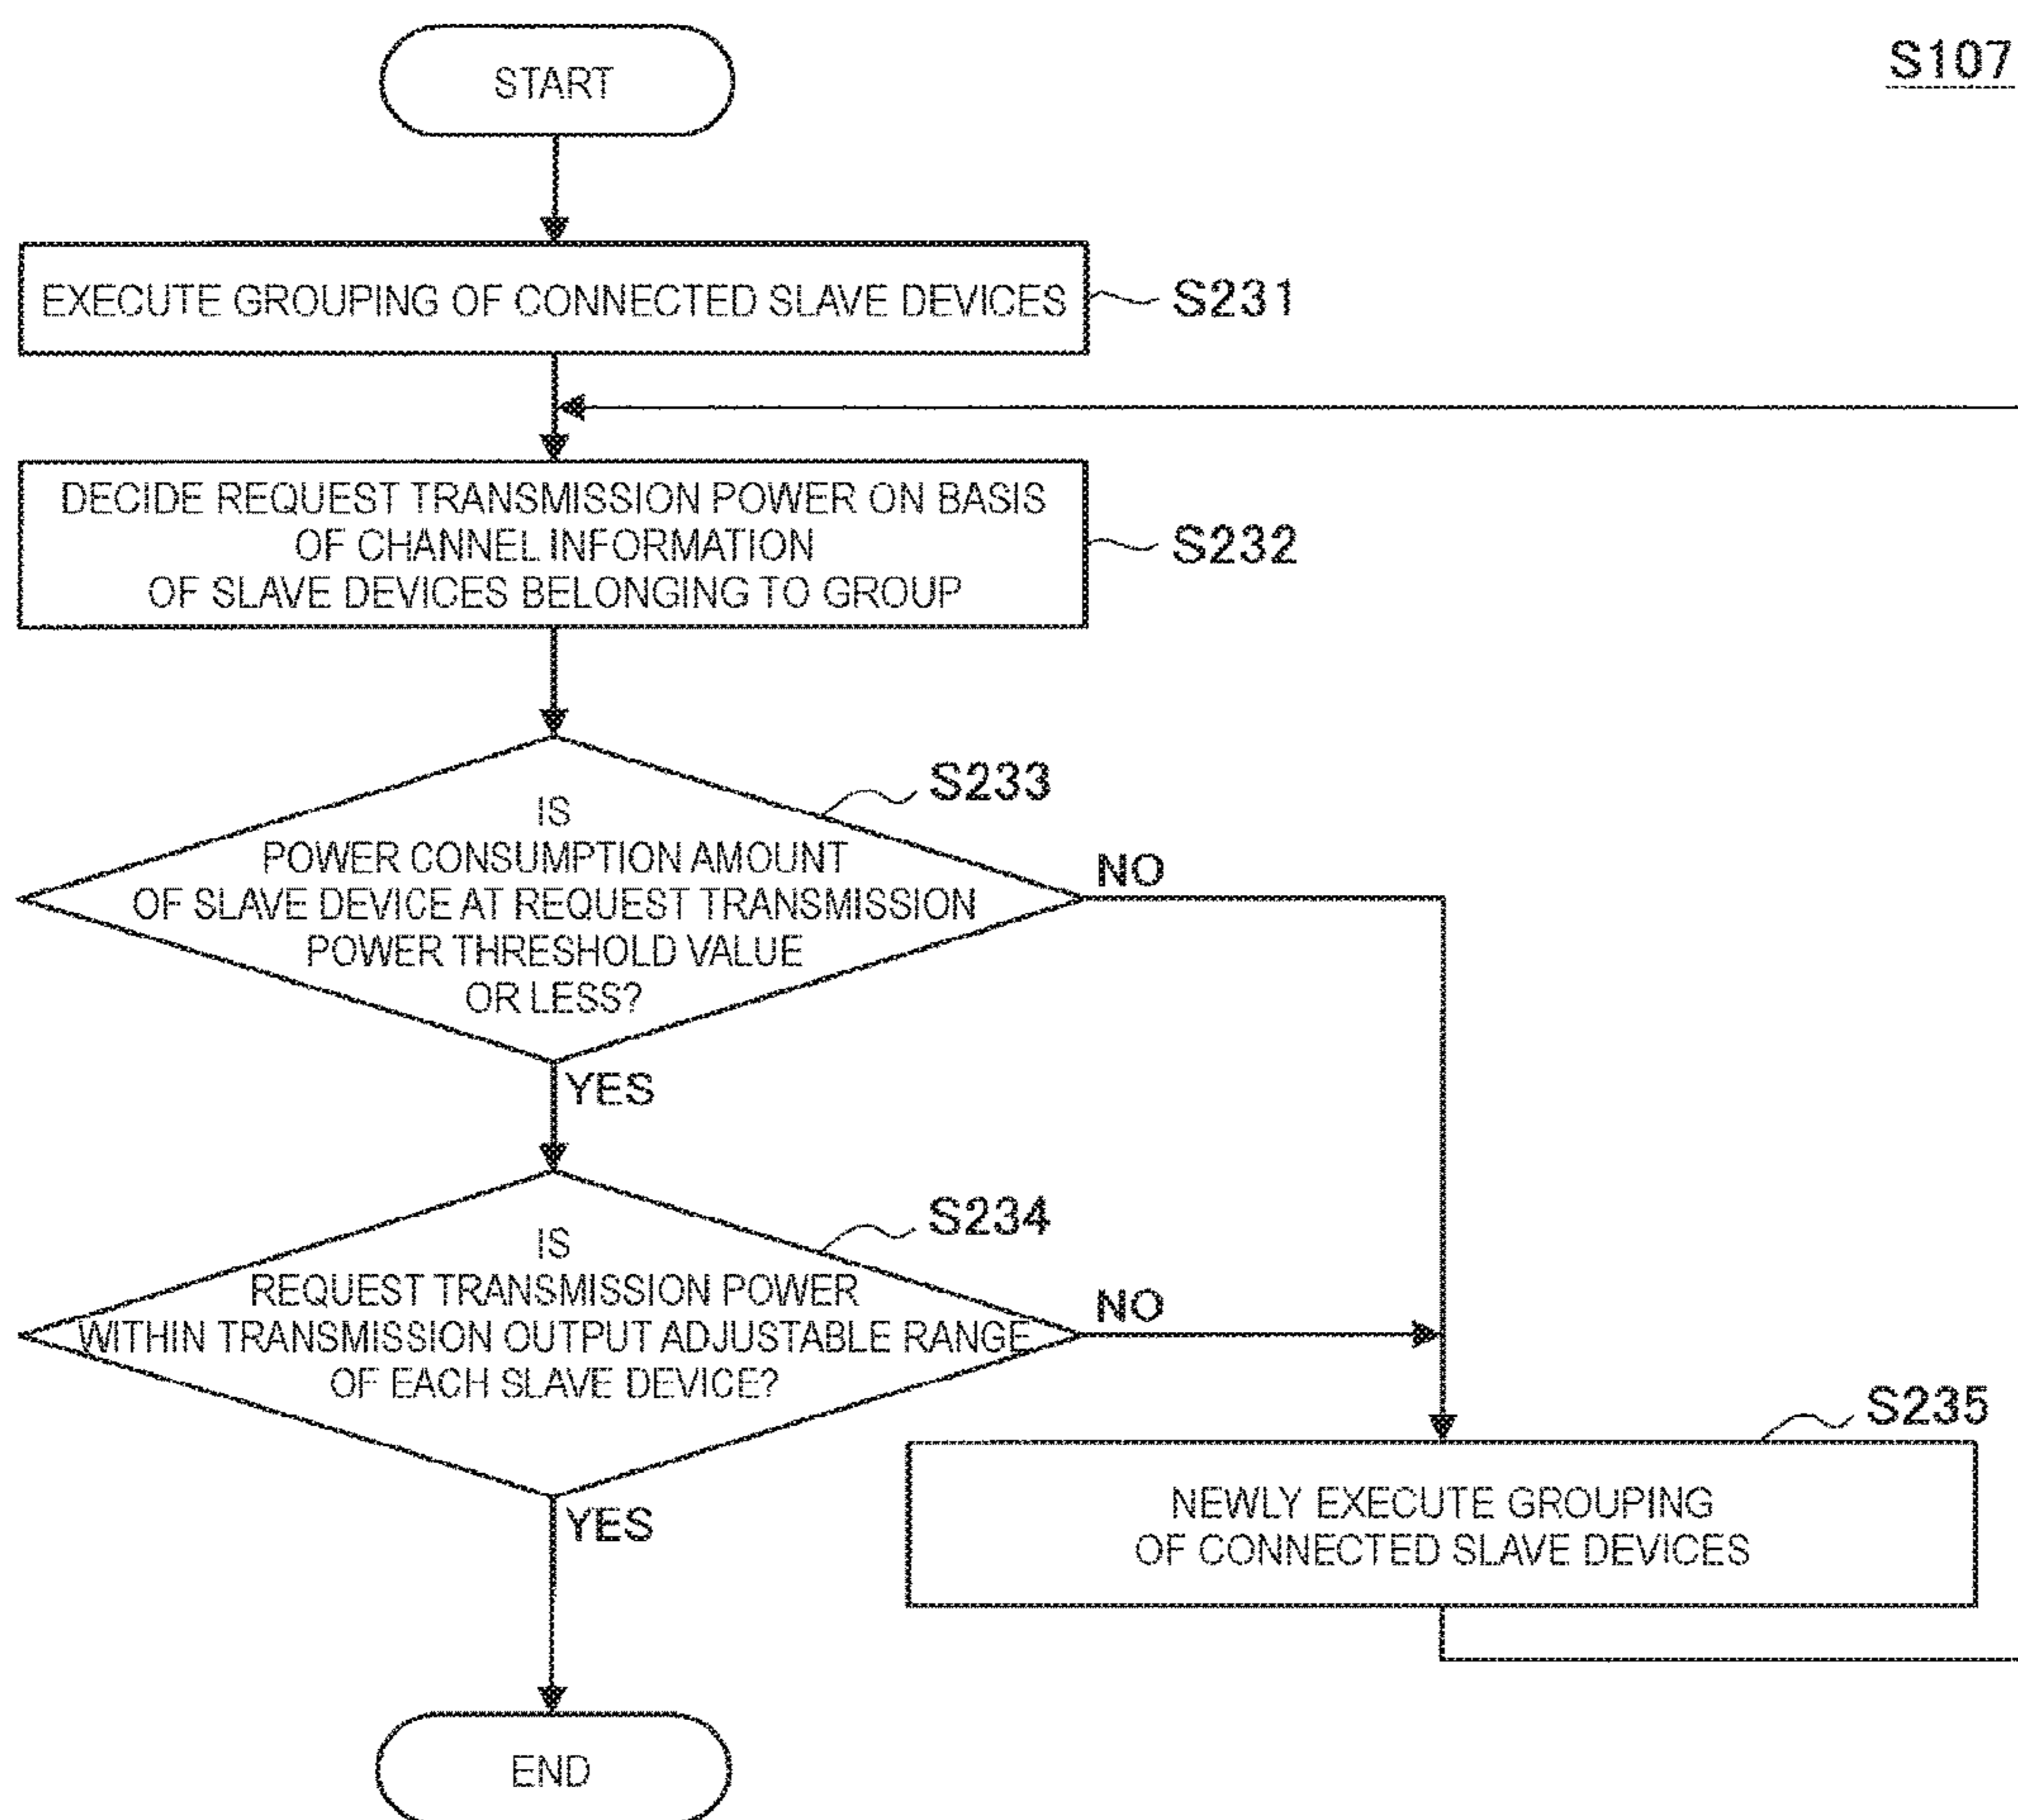 S107
START
EXECUTE GROUPING OF CONNECTED SLAVE DEVICES
S231
DECIDE REQUEST TRANSMISSION POWER ON BASIS
OF CHANNEL INFORMATION
OF SLAVE DEVICES BELONGING TO GROUP
S232
S233
IS
POWER CONSUMPTION AMOUNT
OF SLAVE DEVICE AT REQUEST TRANSMISSION
POWER THRESHOLD VALUE
OR LESS?
NO
YES
S234
IS
REQUEST TRANSMISSION POWER
WITHIN TRANSMISSION OUTPUT ADJUSTABLE RANGE
OF EACH SLAVE DEVICE?
NO
YES
S235
NEWLY EXECUTE GROUPING
OF CONNECTED SLAVE DEVICES
END